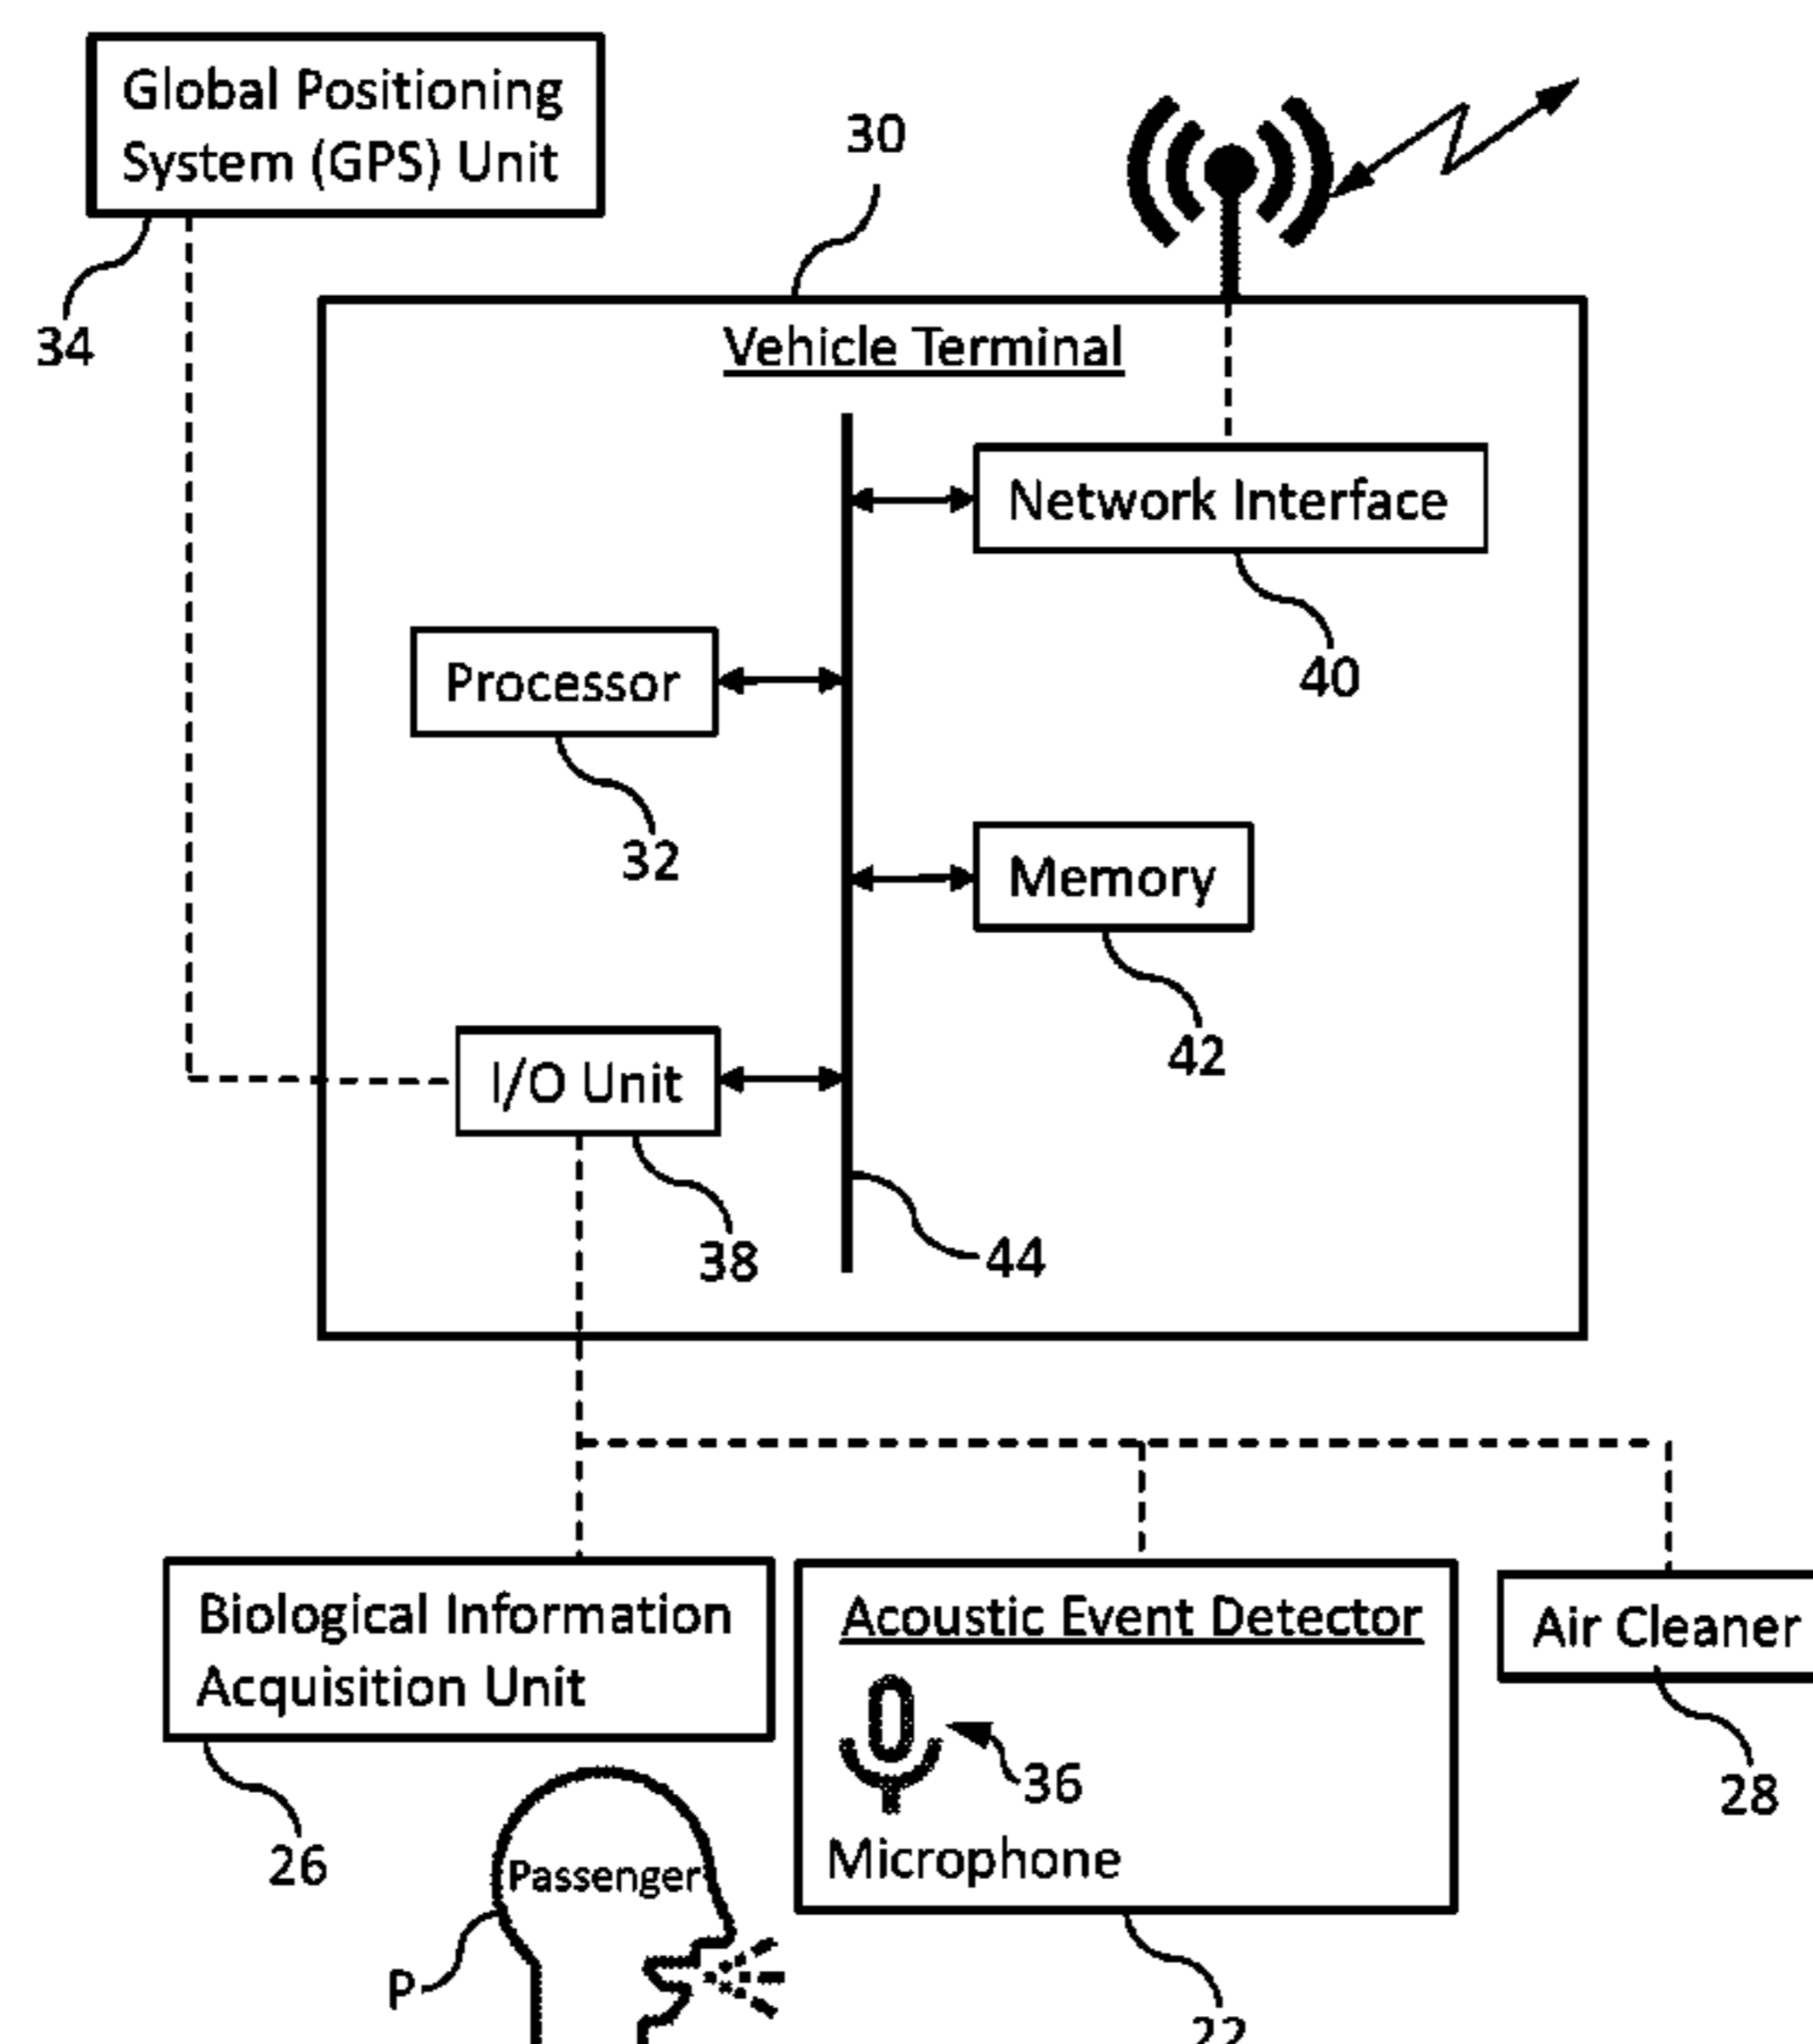 Global Positioning
System (GPS) Unit
30
34
Vehicle Terminal
Network Interface
40
Processor
32
Memory
42
I/O Unit
38
44
Biological Information
Acquisition Unit
26
Acoustic Event Detector
36
Microphone
Air Cleaner
28
Passenger
P
22